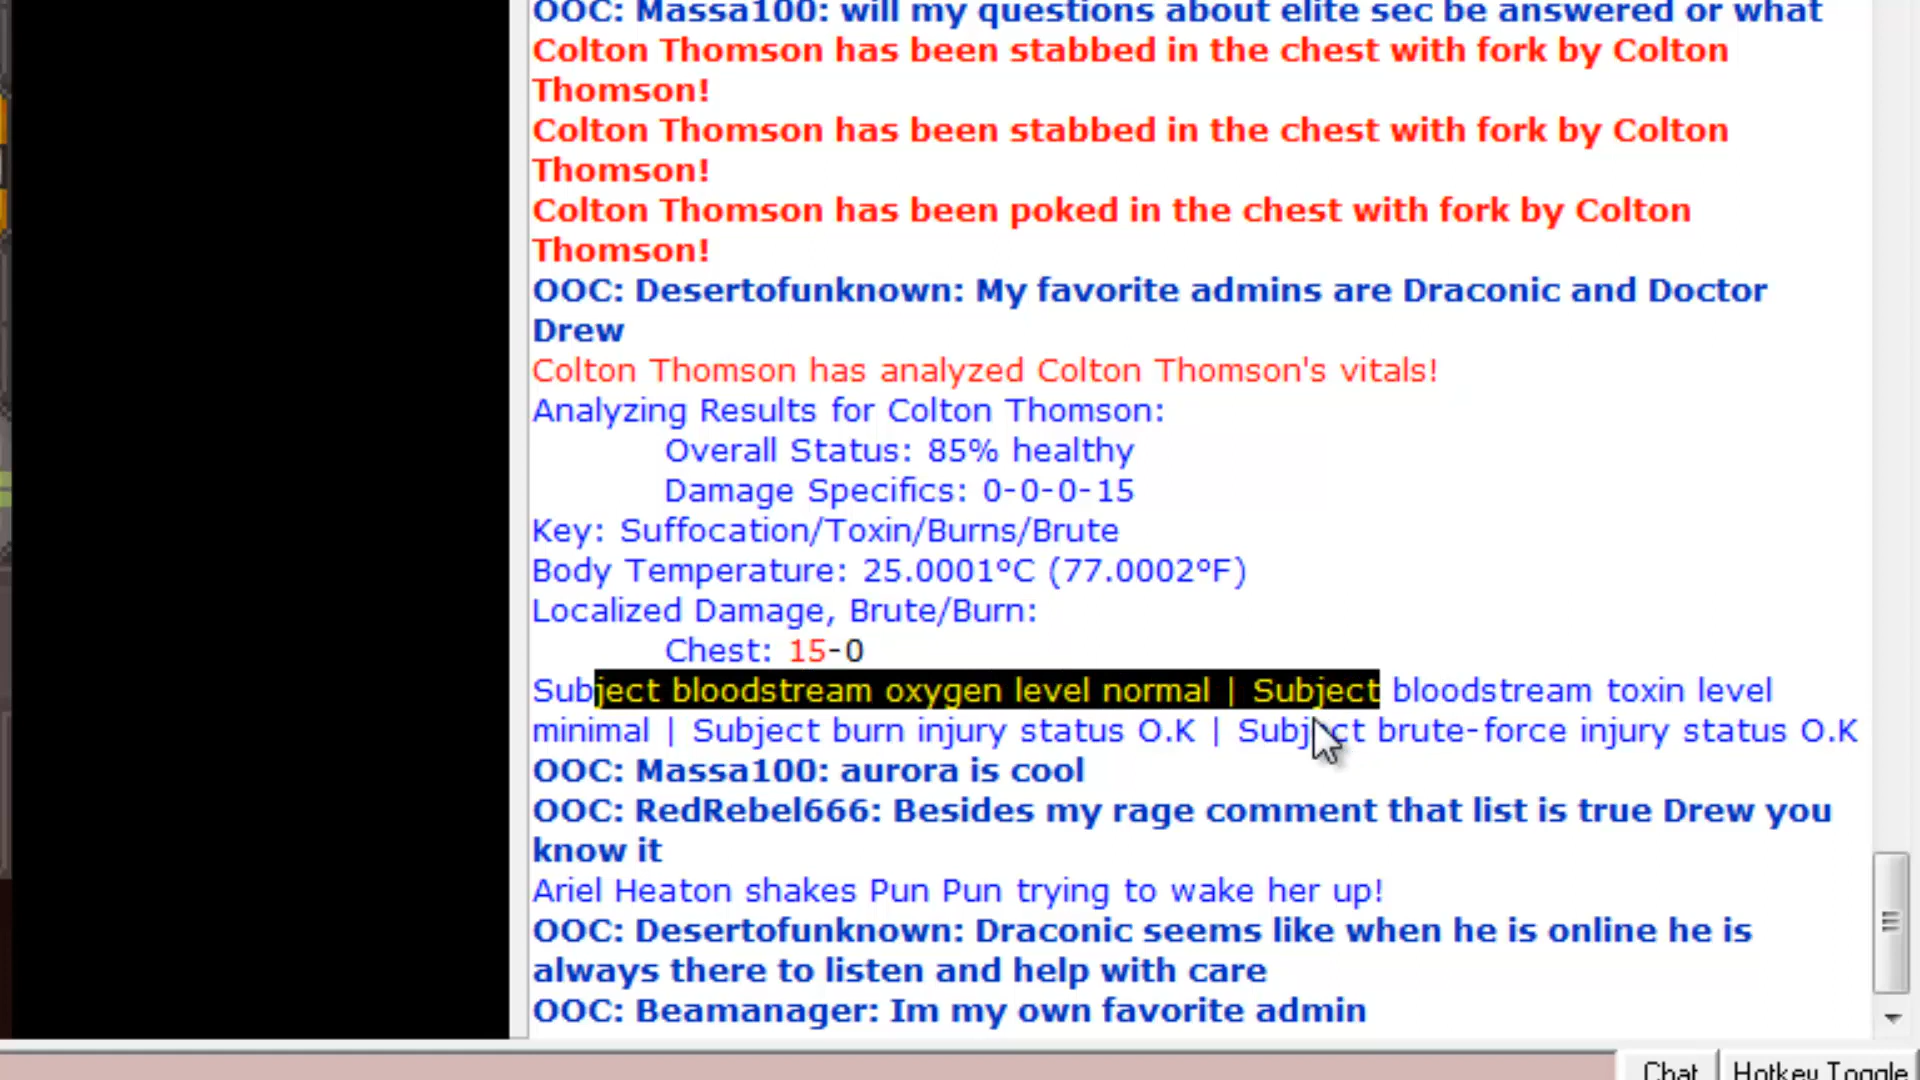 OOC: Massa100: will my questions about elite sec be answered or what
Colton Thomson has been stabbed in the chest with fork by Colton
Thomson!
Colton Thomson has been stabbed in the chest with fork by Colton
Thomson!
Colton Thomson has been poked in the chest with fork by Colton
Thomson!
OOC: Desertofunknown: My favorite admins are Draconic and Doctor
Drew
Colton Thomson has analyzed Colton Thomson's vitals!
Analyzing Results for Colton Thomson:
Overall Status: 85% healthy
Damage Specifics: 0-0-0-15
Key: Suffocation/Toxin/Burns/Brute
Body Temperature: 25.0001°C (77.0002°F)
Localized Damage, Brute/Burn:
Chest: 15-0
Subject bloodstream oxygen level normal | Subject bloodstream toxin level
minimal | Subject burn injury status O.K | Subject brute-force injury status O.K
OOC: Massa100: aurora is cool
OOC: RedRebel666: Besides my rage comment that list is true Drew you
know it
Ariel Heaton shakes Pun Pun trying to wake her up!
OOC: Desertofunknown: Draconic seems like when he is online he is
always there to listen and help with care
OOC: Beamanager: Im my own favorite admin
Chat Hotkey Toggle